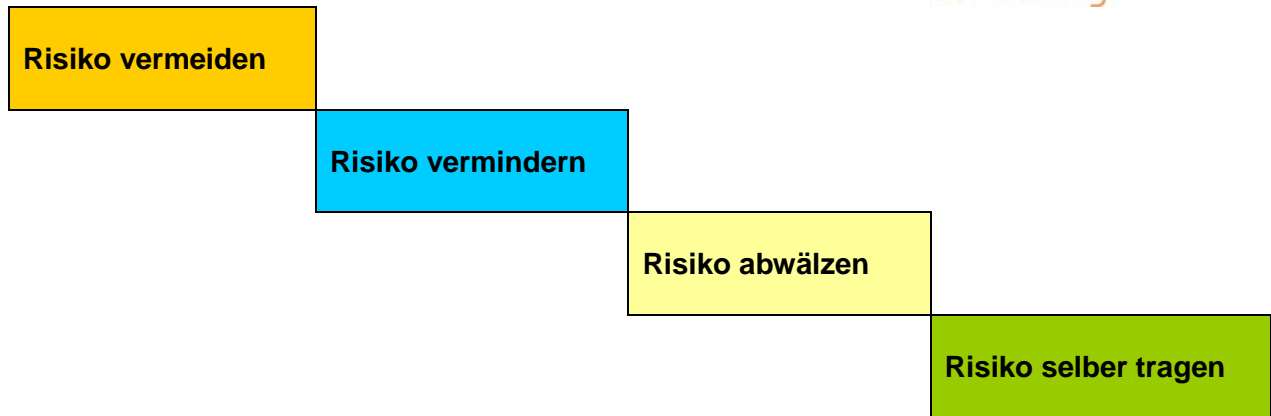 Risiko vermeiden
Risiko vermindern
Risiko abwälzen
Risiko selber tragen